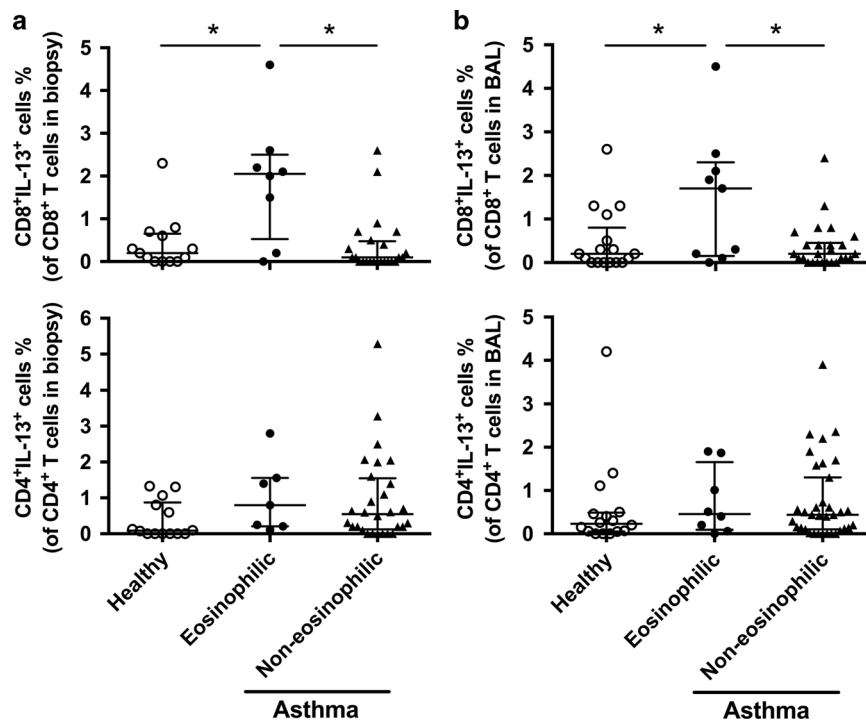 a
b
* *
* *
CD8+IL-13+ cells %
(of CD8+ T cells in biopsy)
5
4
3
2
1
0
CD8+IL-13+ cells %
(of CD8+ T cells in BAL)
5
4
3
2
1
0
CD4+IL-13+ cells %
(of CD4+ T cells in biopsy)
6
5
4
3
2
1
0
CD4+IL-13+ cells %
(of CD4+ T cells in BAL)
5
4
3
2
1
0
Healthy
Eosinophilic
Non-eosinophilic
Asthma
Healthy
Eosinophilic
Non-eosinophilic
Asthma